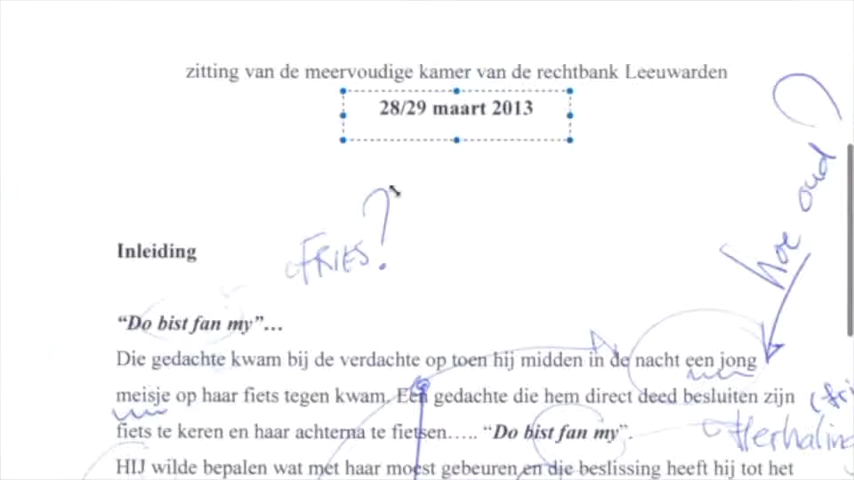 zitting van de meervoudige kamer van de rechtbank Leeuwarden
28/29 maart 2013
hoe oud?
FRIES?
Inleiding
“Do bist fan my”…
Die gedachte kwam bij de verdachte op toen hij midden in de nacht een jong
meisje op haar fiets tegen kwam. Een gedachte die hem direct deed besluiten zijn
fiets te keren en haar achterna te fietsen….. “Do bist fan my”.
Herhaling
HIJ wilde bepalen wat met haar moest gebeuren en die beslissing heeft hij tot het